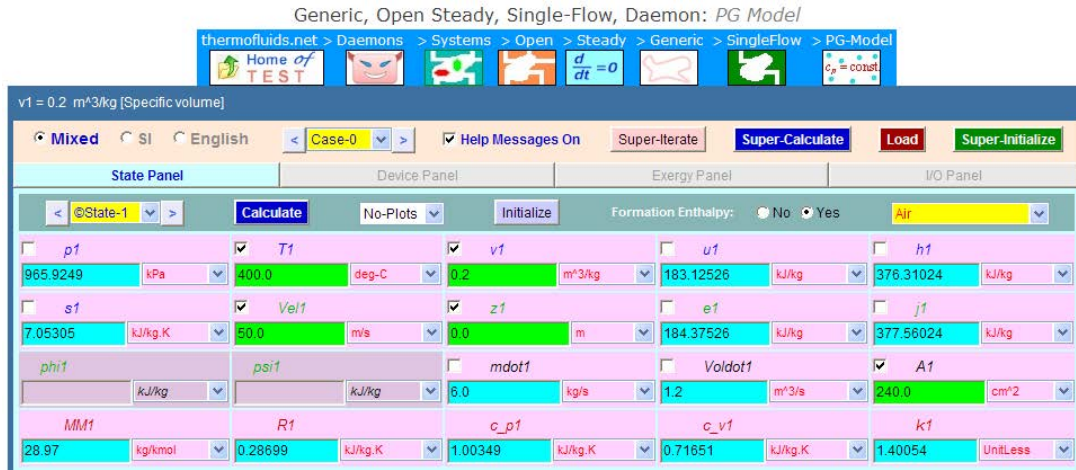 Generic, Open Steady, Single-Flow, Daemon: PG Model
thermofluids.net > Daemons > Systems > Open > Steady > Generic > SingleFlow > PG-Model
Home of TEST d/dt = 0 c_p = const.
v1 = 0.2 m^3/kg [Specific volume]
Mixed SI English < Case-0 > Help Messages On Super-Iterate Super-Calculate Load Super-Initialize
State Panel Device Panel Exergy Panel I/O Panel
< ©State-1 > Calculate No-Plots Initialize Formation Enthalpy: No Yes Air
p1 T1 v1 u1 h1
965.9249 kPa 400.0 deg-C 0.2 m^3/kg 183.12526 kJ/kg 376.31024 kJ/kg
s1 Vel1 z1 e1 j1
7.05305 kJ/kg.K 50.0 m/s 0.0 m 184.37526 kJ/kg 377.56024 kJ/kg
phi1 psi1 mdot1 Voldot1 A1
kJ/kg kJ/kg 6.0 kg/s 1.2 m^3/s 240.0 cm^2
MM1 R1 c_p1 c_v1 k1
28.97 kg/kmol 0.28699 kJ/kg.K 1.00349 kJ/kg.K 0.71651 kJ/kg.K 1.40054 UnitLess